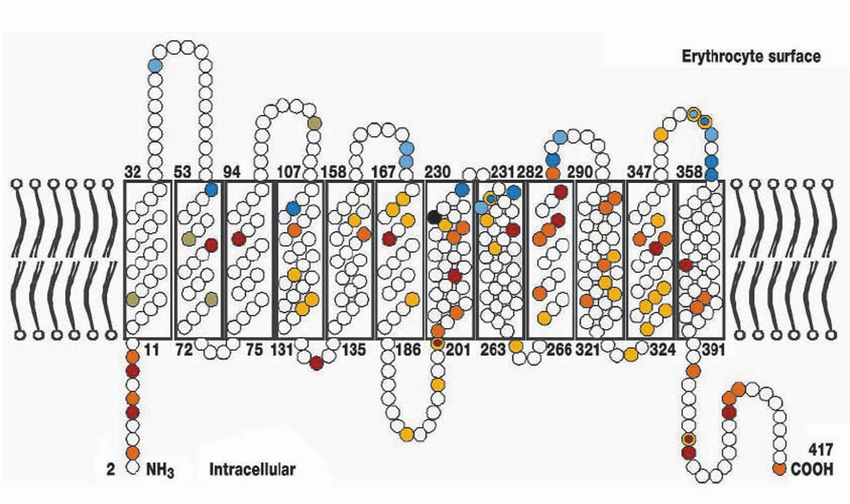 Erythrocyte surface
32 53 94 107 158 167 230 231 282 290 347 358
11 72 75 131 135 186 201 263 266 321 324 391
2 NH3 Intracellular
417
COOH